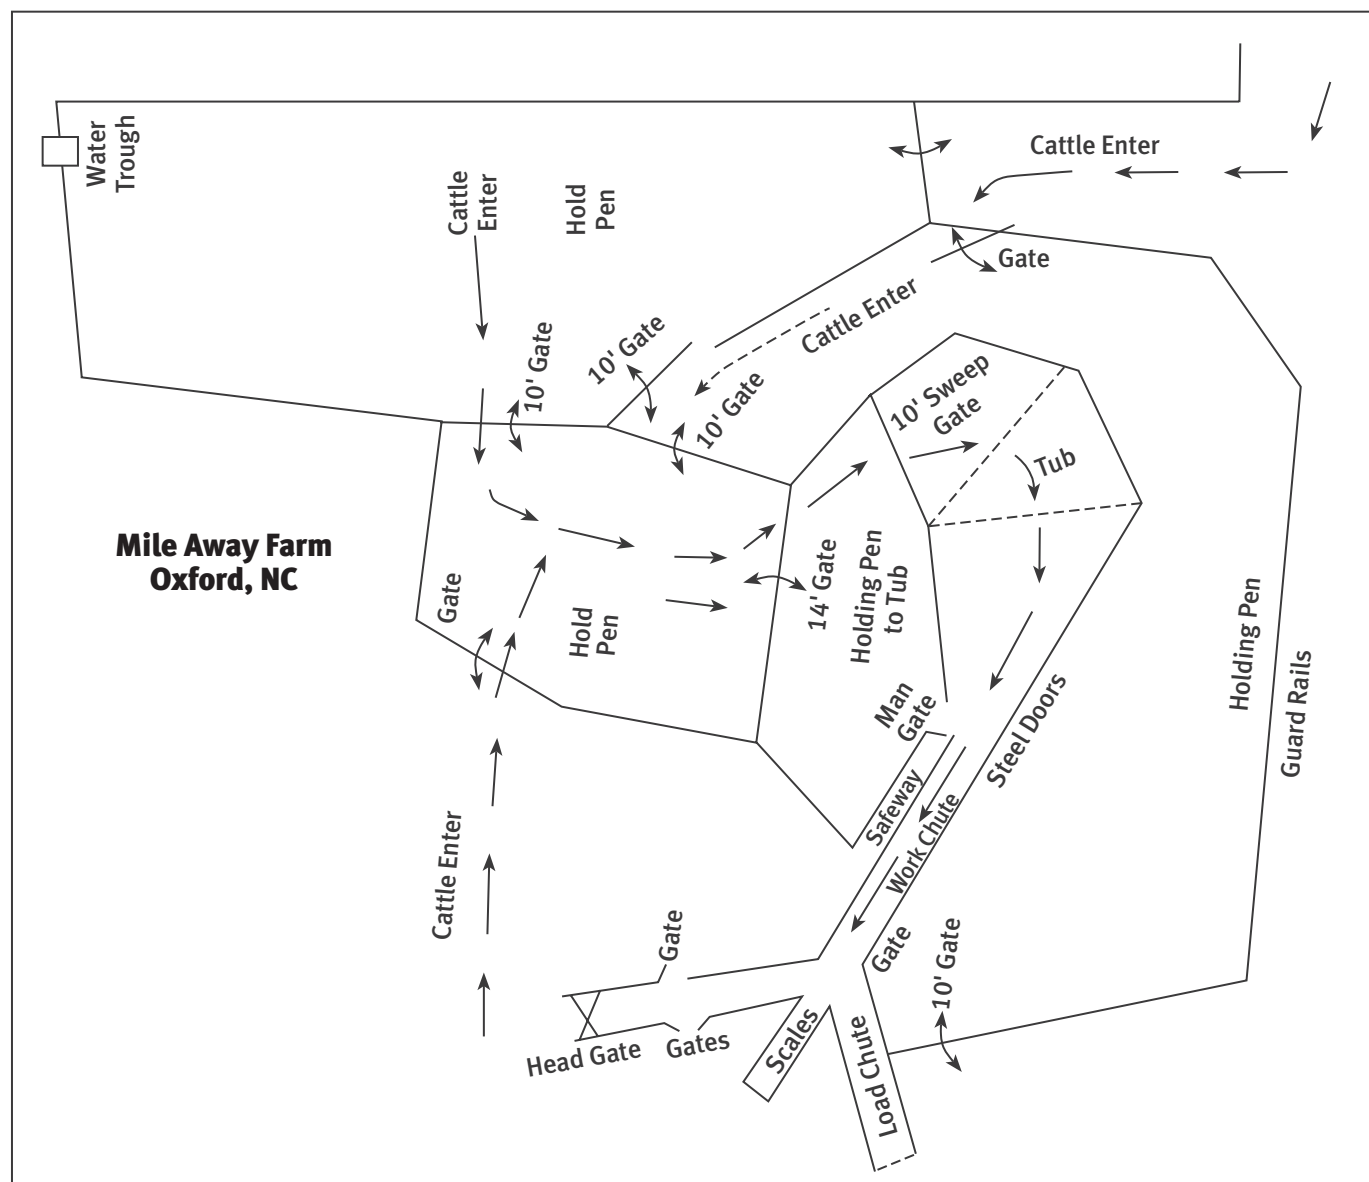 Water
Trough
Cattle
Enter
Hold
Pen
Cattle Enter
Gate
Cattle Enter
10' Gate
10' Gate
10' Gate
10' Sweep
Gate
Tub
Mile Away Farm
Oxford, NC
Gate
Hold
Pen
14' Gate
Holding Pen
to Tub
Holding Pen
Guard Rails
Man
Gate
Steel Doors
Safeway
Work Chute
Cattle Enter
Gate
Gate
10' Gate
Head Gate
Gates
Scales
Load Chute